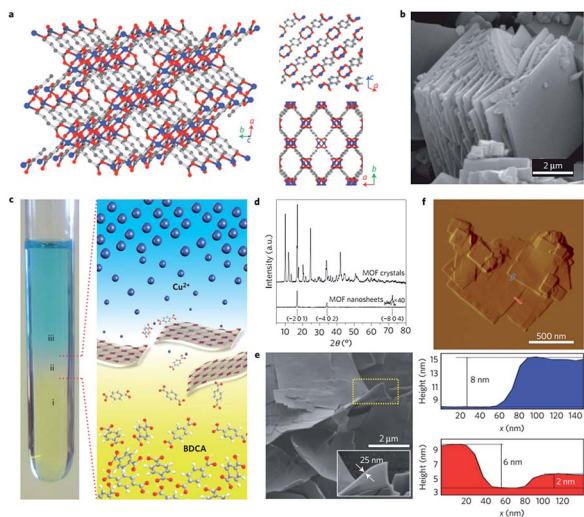 a
b
c
a
b
c
a
b
a
2 µm
c
Cu2+
iii
ii
i
BDCA
d
Intensity (a.u.)
MOF crystals
MOF nanosheets
×40
(−2 0 1)
(−4 0 2)
(−8 0 4)
10 20 30 40 50 60 70 80
2θ (°)
e
2 µm
25 nm
f
500 nm
Height (nm)
15
13
11
9
8 nm
20 40 60 80 100 120 140
x (nm)
Height (nm)
11
9
7
5
3
6 nm
2 nm
20 40 60 80 100 120 140
x (nm)